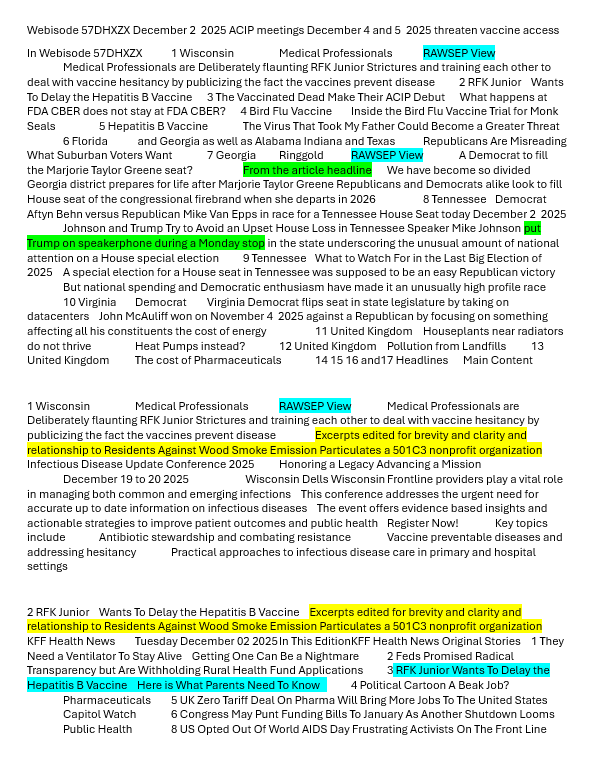 Webisode 57DHXZX December 2 2025 ACIP meetings December 4 and 5 2025 threaten vaccine access
In Webisode 57DHXZX 1 Wisconsin Medical Professionals RAWSEP View
Medical Professionals are Deliberately flaunting RFK Junior Strictures and training each other to
deal with vaccine hesitancy by publicizing the fact the vaccines prevent disease 2 RFK Junior Wants
To Delay the Hepatitis B Vaccine 3 The Vaccinated Dead Make Their ACIP Debut What happens at
FDA CBER does not stay at FDA CBER? 4 Bird Flu Vaccine Inside the Bird Flu Vaccine Trial for Monk
Seals 5 Hepatitis B Vaccine The Virus That Took My Father Could Become a Greater Threat
6 Florida and Georgia as well as Alabama Indiana and Texas Republicans Are Misreading
What Suburban Voters Want 7 Georgia Ringgold RAWSEP View A Democrat to fill
the Marjorie Taylor Greene seat? From the article headline We have become so divided
Georgia district prepares for life after Marjorie Taylor Greene Republicans and Democrats alike look to fill
House seat of the congressional firebrand when she departs in 2026 8 Tennessee Democrat
Aftyn Behn versus Republican Mike Van Epps in race for a Tennessee House Seat today December 2 2025
Johnson and Trump Try to Avoid an Upset House Loss in Tennessee Speaker Mike Johnson put
Trump on speakerphone during a Monday stop in the state underscoring the unusual amount of national
attention on a House special election 9 Tennessee What to Watch For in the Last Big Election of
2025 A special election for a House seat in Tennessee was supposed to be an easy Republican victory
But national spending and Democratic enthusiasm have made it an unusually high profile race
10 Virginia Democrat Virginia Democrat flips seat in state legislature by taking on
datacenters John McAuliff won on November 4 2025 against a Republican by focusing on something
affecting all his constituents the cost of energy 11 United Kingdom Houseplants near radiators
do not thrive Heat Pumps instead? 12 United Kingdom Pollution from Landfills 13
United Kingdom The cost of Pharmaceuticals 14 15 16 and17 Headlines Main Content
1 Wisconsin Medical Professionals RAWSEP View Medical Professionals are
Deliberately flaunting RFK Junior Strictures and training each other to deal with vaccine hesitancy by
publicizing the fact the vaccines prevent disease Excerpts edited for brevity and clarity and
relationship to Residents Against Wood Smoke Emission Particulates a 501C3 nonprofit organization
Infectious Disease Update Conference 2025 Honoring a Legacy Advancing a Mission
December 19 to 20 2025 Wisconsin Dells Wisconsin Frontline providers play a vital role
in managing both common and emerging infections This conference addresses the urgent need for
accurate up to date information on infectious diseases The event offers evidence based insights and
actionable strategies to improve patient outcomes and public health Register Now! Key topics
include Antibiotic stewardship and combating resistance Vaccine preventable diseases and
addressing hesitancy Practical approaches to infectious disease care in primary and hospital
settings
2 RFK Junior Wants To Delay the Hepatitis B Vaccine Excerpts edited for brevity and clarity and
relationship to Residents Against Wood Smoke Emission Particulates a 501C3 nonprofit organization
KFF Health News Tuesday December 02 2025 In This EditionKFF Health News Original Stories 1 They
Need a Ventilator To Stay Alive Getting One Can Be a Nightmare 2 Feds Promised Radical
Transparency but Are Withholding Rural Health Fund Applications 3 RFK Junior Wants To Delay the
Hepatitis B Vaccine Here is What Parents Need To Know 4 Political Cartoon A Beak Job?
Pharmaceuticals 5 UK Zero Tariff Deal On Pharma Will Bring More Jobs To The United States
Capitol Watch 6 Congress May Punt Funding Bills To January As Another Shutdown Looms
Public Health 8 US Opted Out Of World AIDS Day Frustrating Activists On The Front Line